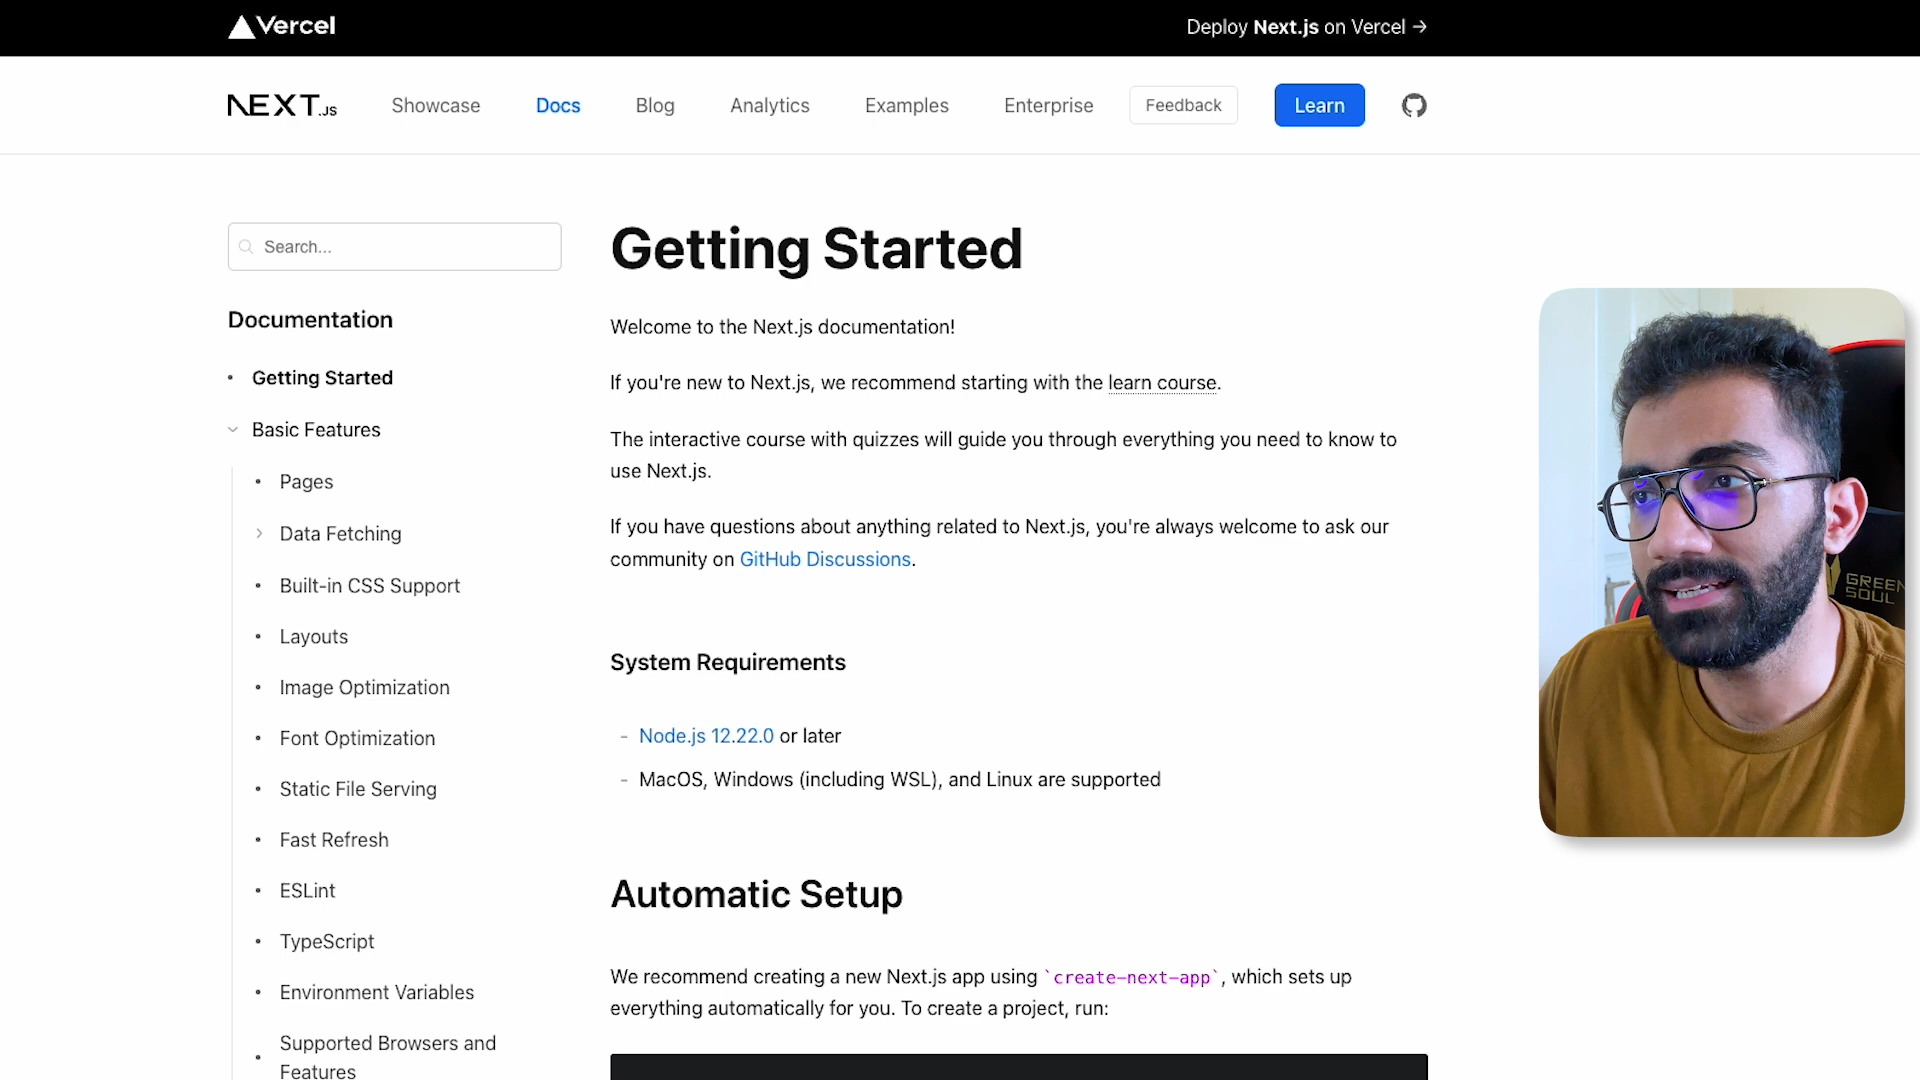 Vercel
Deploy Next.js on Vercel →
NEXT.JS
Showcase
Docs
Blog
Analytics
Examples
Enterprise
Feedback
Learn
Search...
Documentation
Getting Started
Basic Features
Pages
Data Fetching
Built-in CSS Support
Layouts
Image Optimization
Font Optimization
Static File Serving
Fast Refresh
ESLint
TypeScript
Environment Variables
Supported Browsers and
Features
Getting Started
Welcome to the Next.js documentation!
If you're new to Next.js, we recommend starting with the learn course.
The interactive course with quizzes will guide you through everything you need to know to
use Next.js.
If you have questions about anything related to Next.js, you're always welcome to ask our
community on GitHub Discussions.
System Requirements
- Node.js 12.22.0 or later
- MacOS, Windows (including WSL), and Linux are supported
Automatic Setup
We recommend creating a new Next.js app using `create-next-app`, which sets up
everything automatically for you. To create a project, run:
GREEN
SOUL